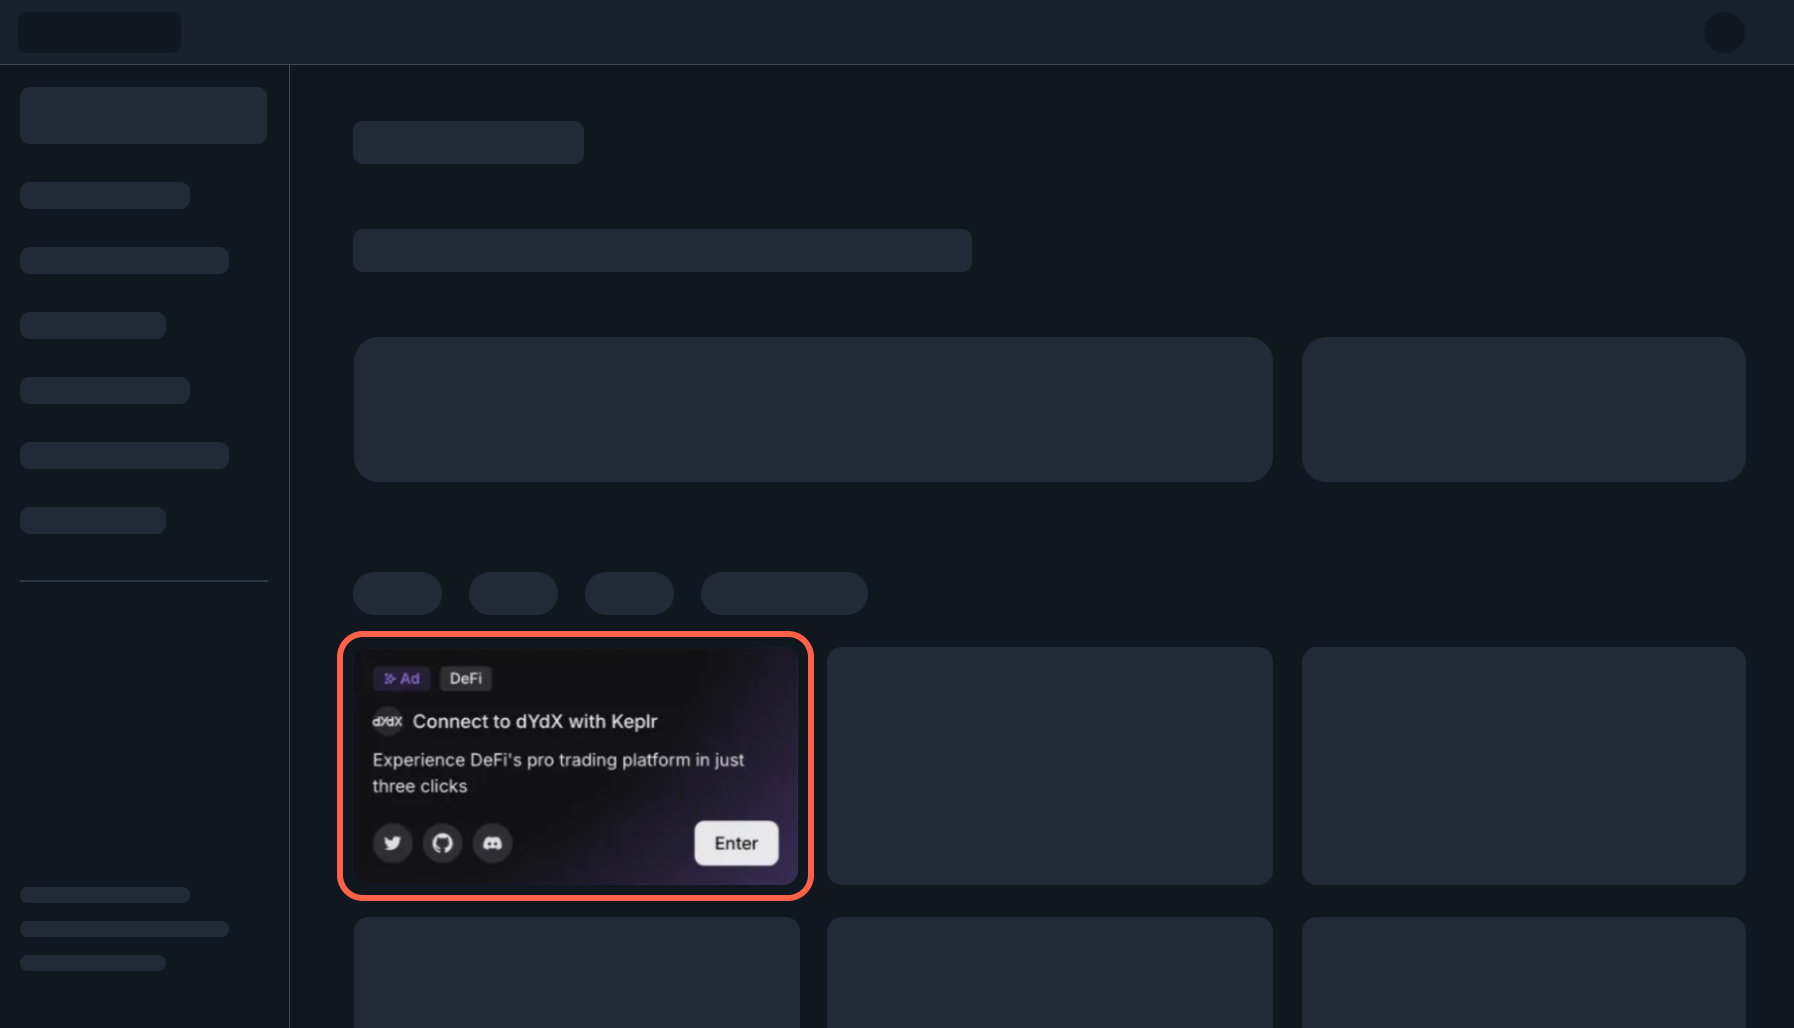 Ad DeFi
dYdX Connect to dYdX with Keplr
Experience DeFi's pro trading platform in just
three clicks
Enter